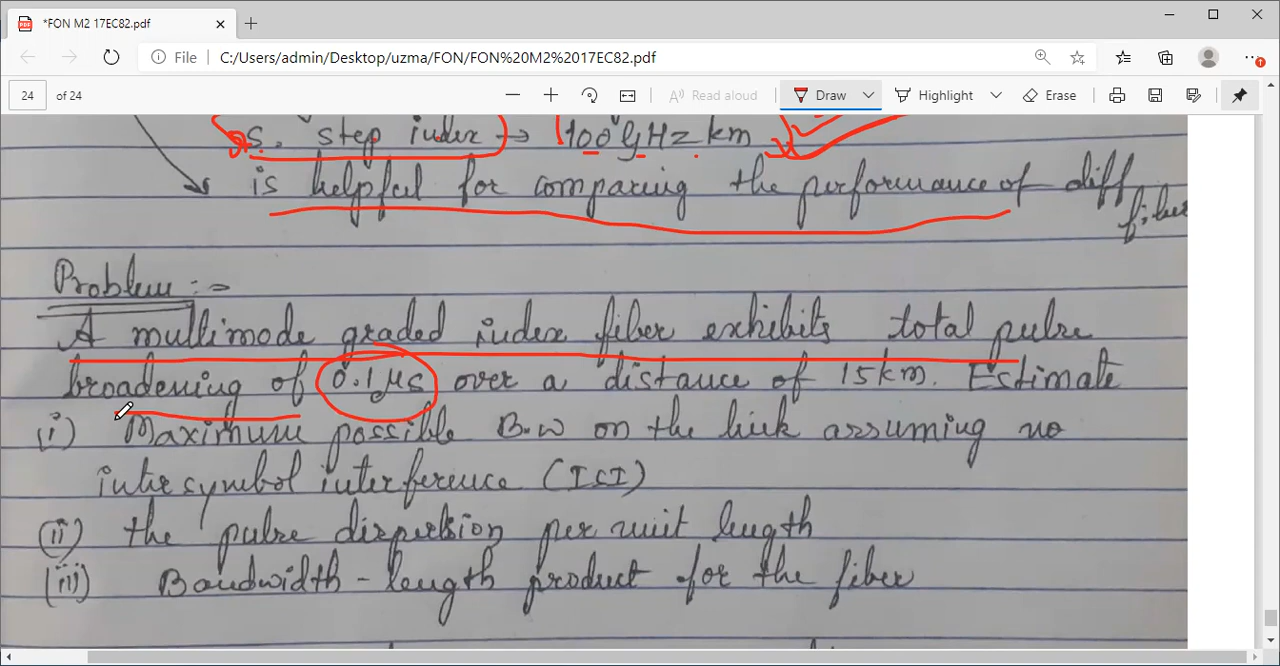 *FON M2 17EC82.pdf
File C:/Users/admin/Desktop/uzma/FON/FON%20M2%2017EC82.pdf
24 of 24 Read aloud Draw Highlight Erase
S. step index → 100 GHz km
is helpful for comparing the performance of diff
fiber
Problem :→
A multimode graded index fiber exhibits total pulse
broadening of 0.1 μs over a distance of 15km. Estimate
(i) Maximum possible B.W on the link assuming no
inter symbol interference (ISI)
(ii) the pulse dispersion per unit length
(iii) Bandwidth - length product for the fiber